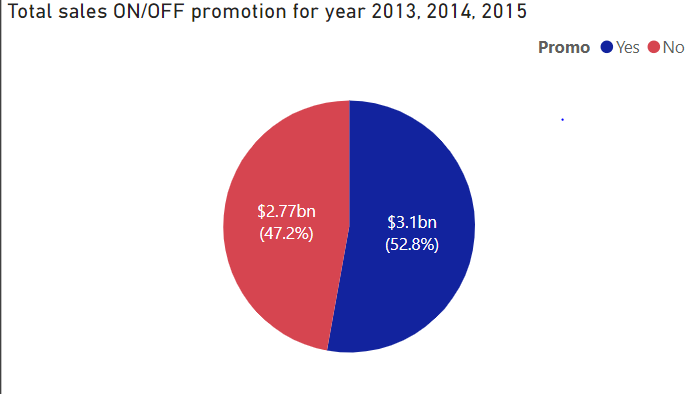 Total sales ON/OFF promotion for year 2013, 2014, 2015
Promo Yes No
$2.77bn
(47.2%)
$3.1bn
(52.8%)